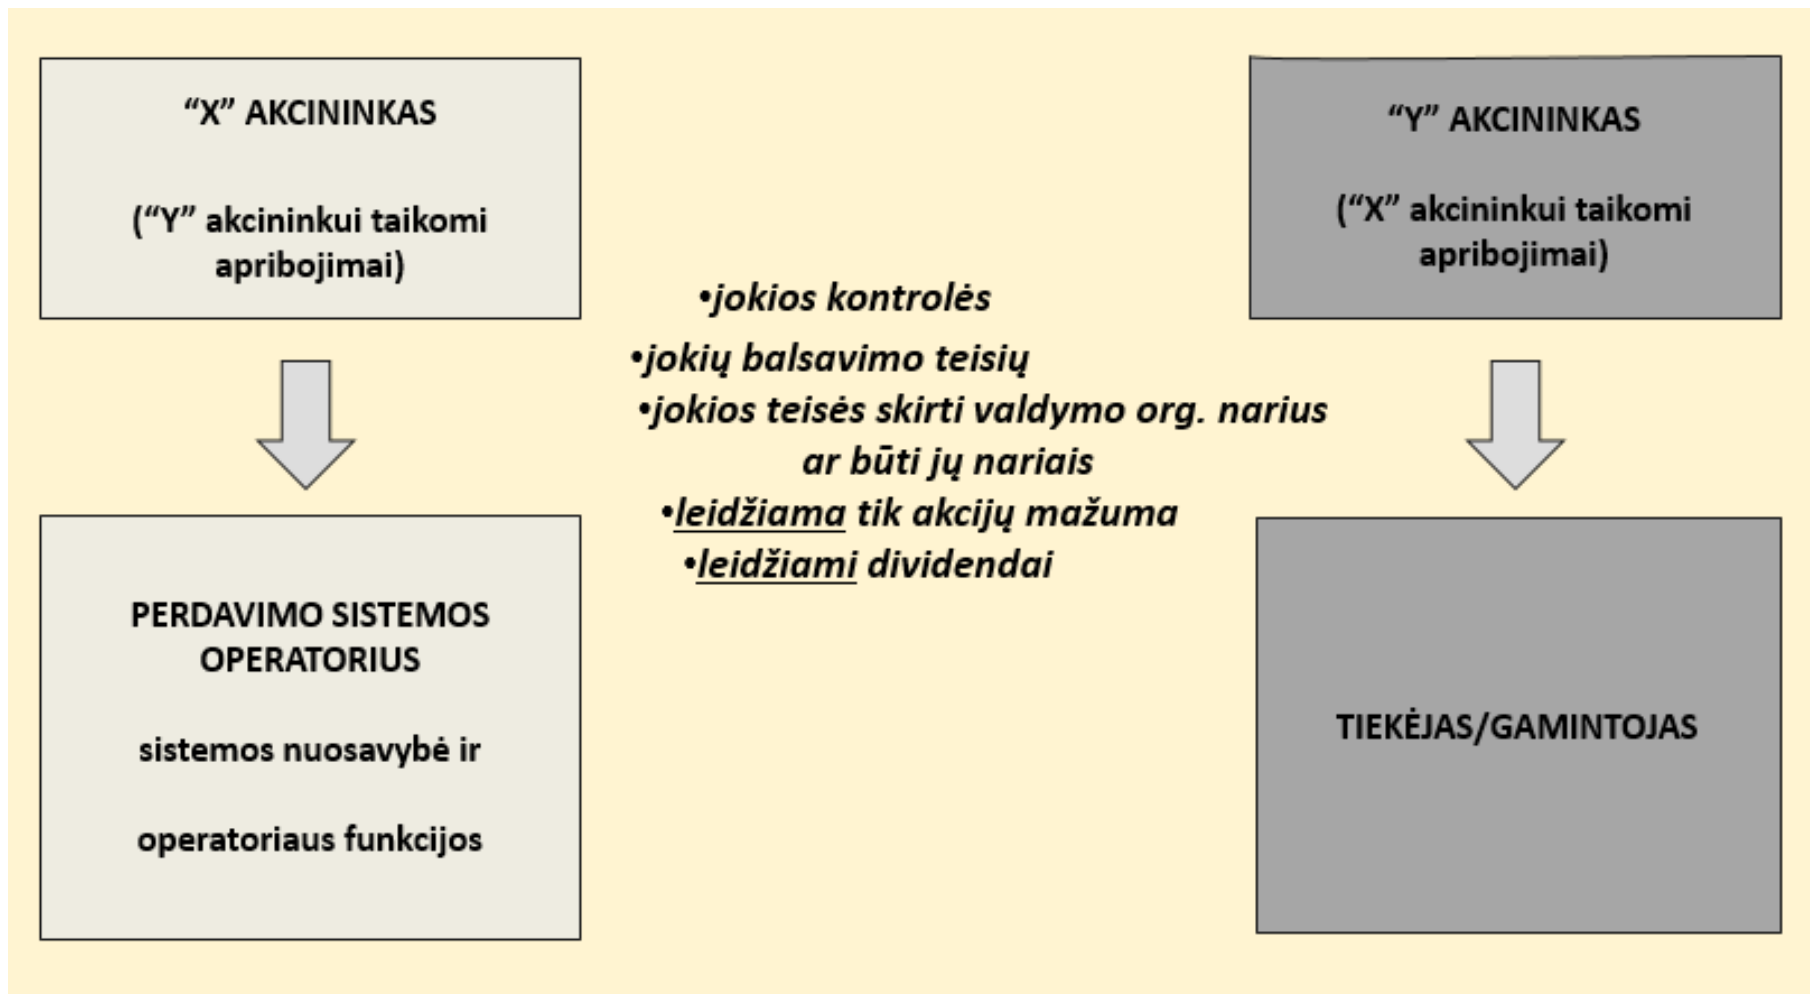 “X” AKCININKAS
(“Y” akcininkui taikomi
apribojimai)
“Y” AKCININKAS
(“X” akcininkui taikomi
apribojimai)
•jokios kontrolės
•jokių balsavimo teisių
•jokios teisės skirti valdymo org. narius
ar būti jų nariais
•leidžiama tik akcijų mažuma
•leidžiami dividendai
PERDAVIMO SISTEMOS
OPERATORIUS
sistemos nuosavybė ir
operatoriaus funkcijos
TIEKĖJAS/GAMINTOJAS